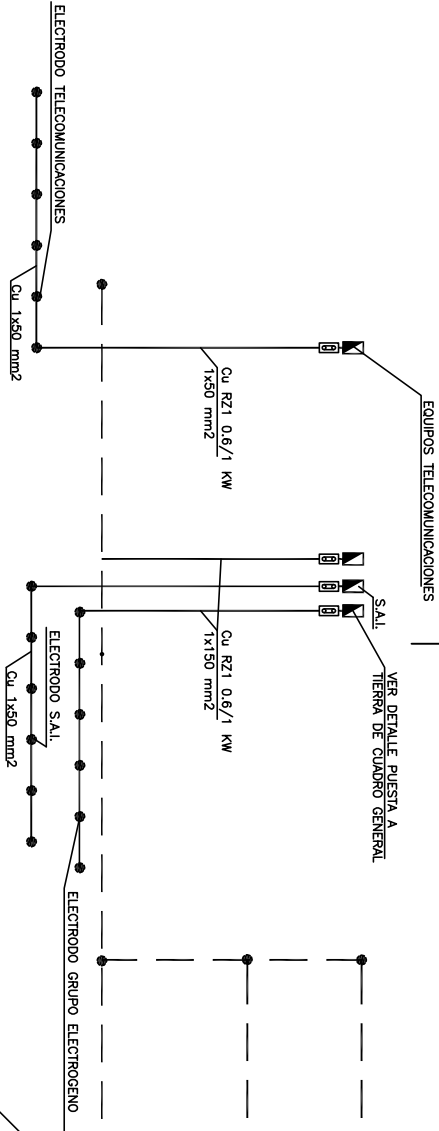 EQUIPOS TELECOMUNICACIONES
VER DETALLE PUESTA A
TIERRA DE CUADRO GENERAL
S.A.I.
Cu RZ1 0.6/1 KW
1x50 mm2
Cu RZ1 0.6/1 KW
1x150 mm2
ELECTRODO TELECOMUNICACIONES
Cu 1x50 mm2
ELECTRODO S.A.I.
Cu 1x50 mm2
ELECTRODO GRUPO ELECTROGENO